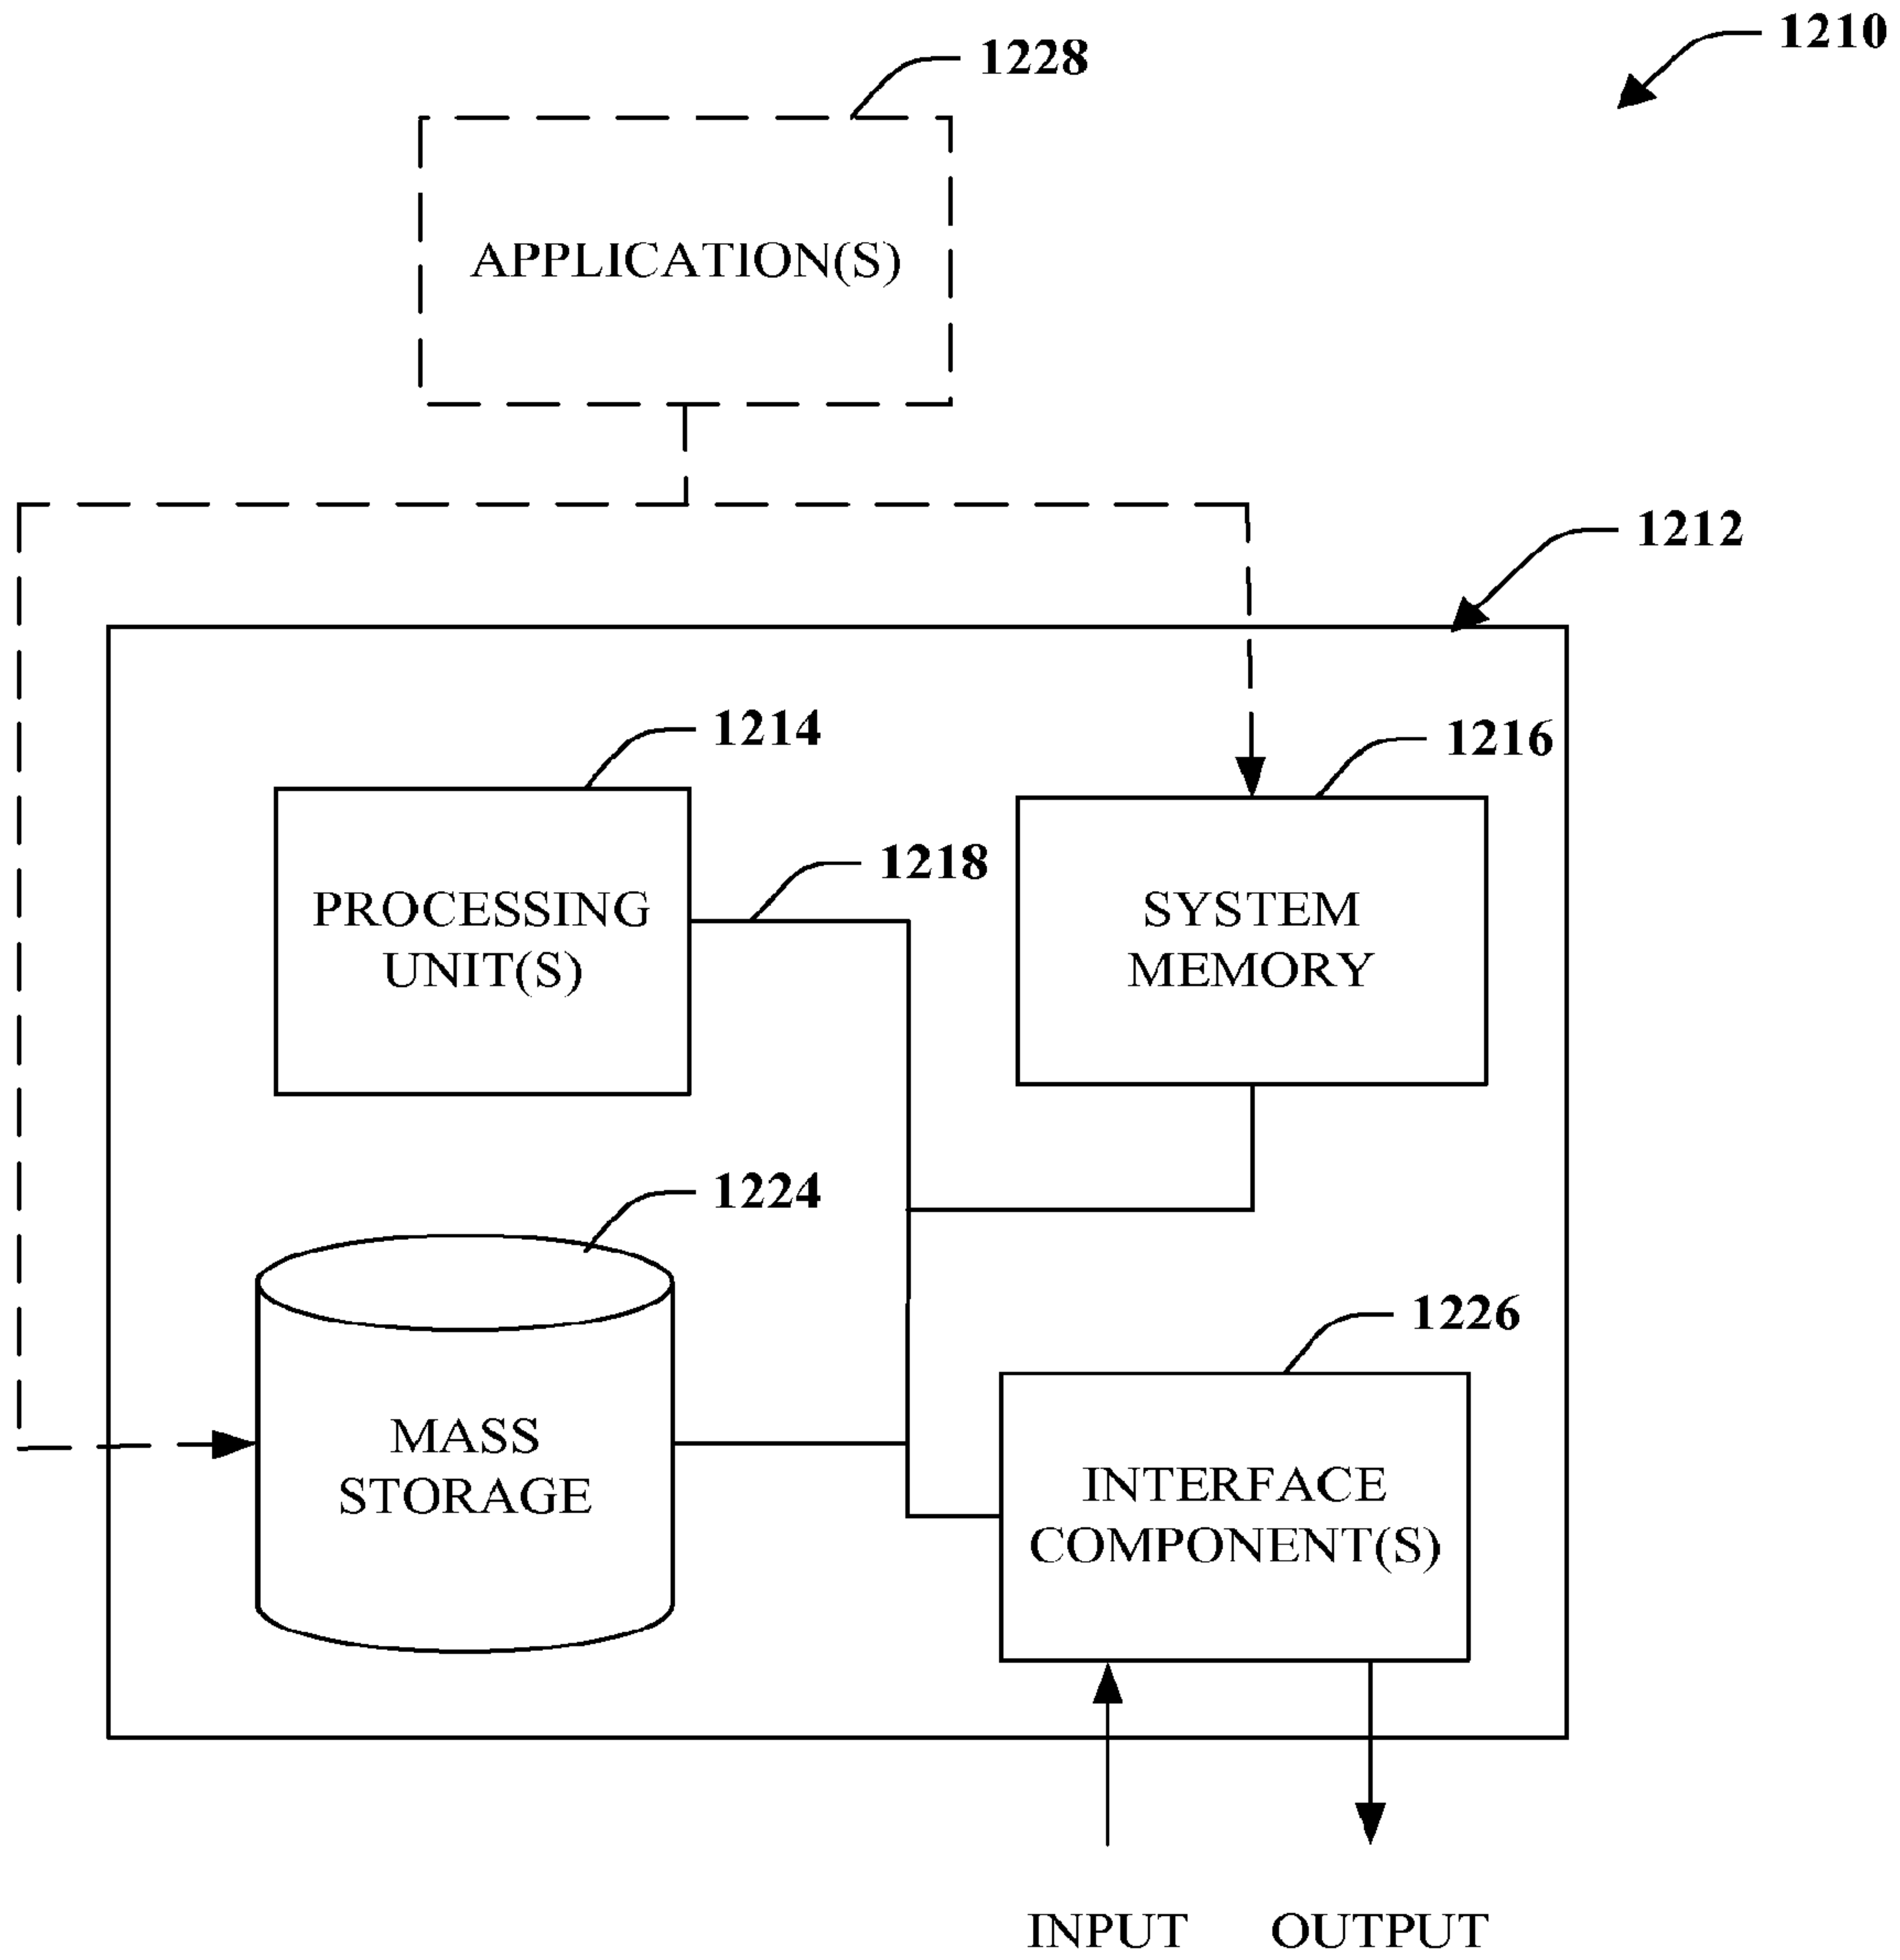 1210
1228
APPLICATION(S)
1212
1214
1216
1218
PROCESSING
UNIT(S)
SYSTEM
MEMORY
1224
1226
MASS
STORAGE
INTERFACE
COMPONENT(S)
INPUT
OUTPUT